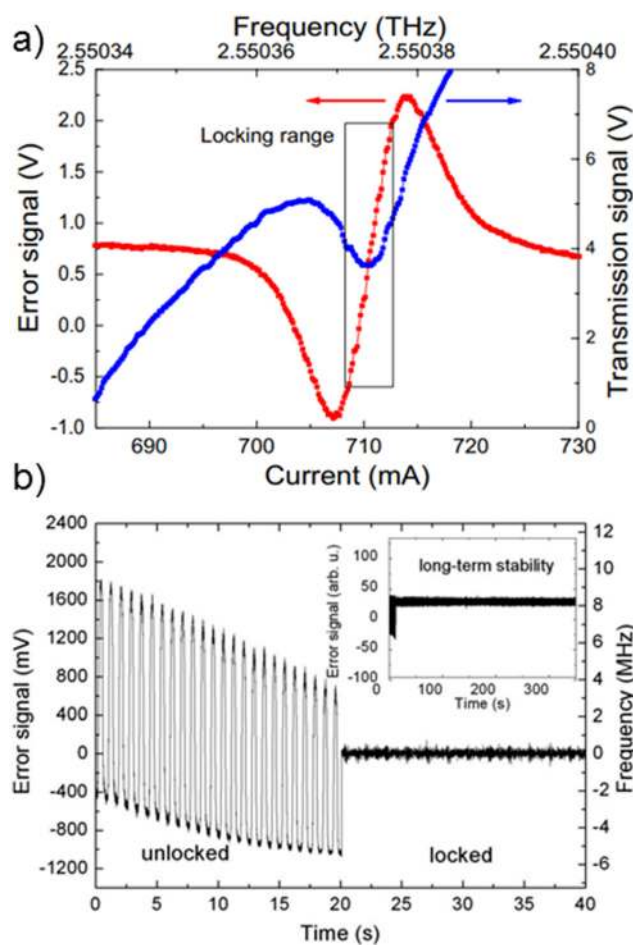 a)
Frequency (THz)
2.55034 2.55036 2.55038 2.55040
2.5
2.0
1.5
1.0
0.5
0.0
-0.5
-1.0
Error signal (V)
Locking range
8
6
4
2
0
Transmission signal (V)
690 700 710 720 730
Current (mA)
b)
2400
2000
1600
1200
800
400
0
-400
-800
-1200
Error signal (mV)
unlocked
locked
long-term stability
100
50
0
-50
-100
Error signal (arb. u.)
0 100 200 300
Time (s)
12
10
8
6
4
2
0
-2
-4
-6
Frequency (MHz)
0 5 10 15 20 25 30 35 40
Time (s)